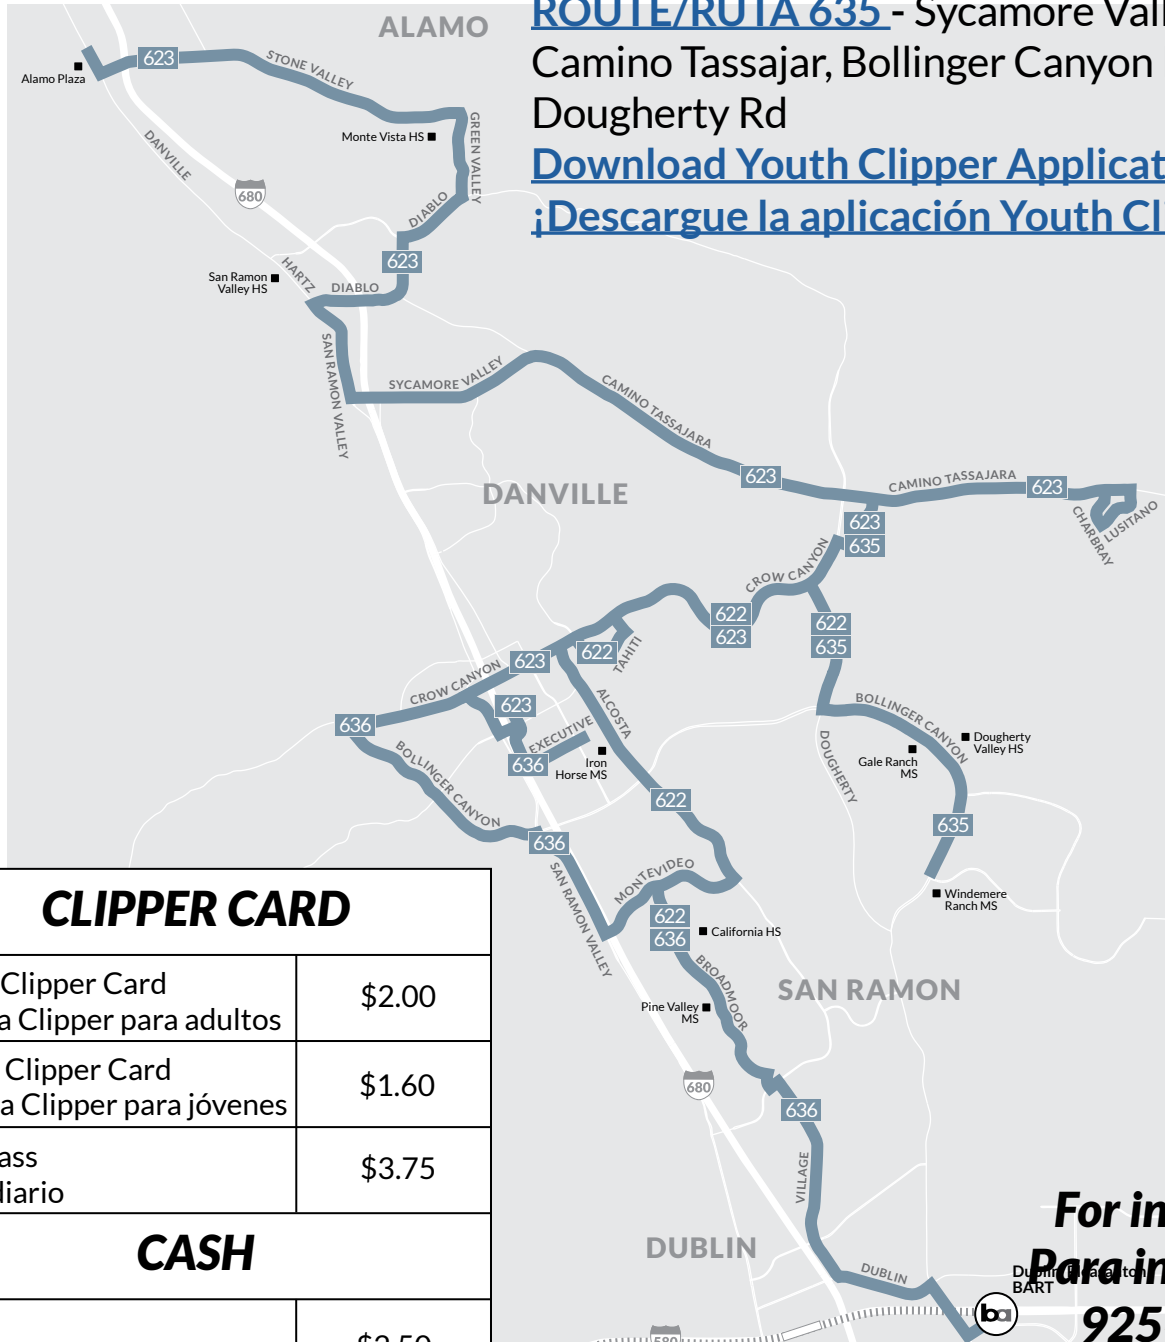 ROUTE/RUTA 635 - Sycamore Vall
Camino Tassajar, Bollinger Canyon
Dougherty Rd
Download Youth Clipper Applicat
¡Descargue la aplicación Youth Cl
ALAMO
Alamo Plaza
623
STONE VALLEY
Monte Vista HS
GREEN VALLEY
DANVILLE
680
DIABLO
623
San Ramon
Valley HS
HARTZ
DIABLO
SAN RAMON VALLEY
SYCAMORE VALLEY
CAMINO TASSAJARA
623
CAMINO TASSAJARA
623
CHARBRAY
LUSITANO
DANVILLE
623
635
CROW CANYON
622
623
622
635
622
TAHITI
623
CROW CANYON
636
623
EXECUTIVE
636
Iron
Horse MS
ALCOSTA
BOLLINGER CANYON
DOUGHERTY
BOLLINGER CANYON
Dougherty
Valley HS
Gale Ranch
MS
622
635
636
SAN RAMON VALLEY
MONTEVIDEO
Windemere
Ranch MS
622
636
California HS
BROADMOOR
SAN RAMON
Pine Valley
MS
680
636
VILLAGE
DUBLIN
DUBLIN
Dublin/Pleasanton
BART
ba
580
CLIPPER CARD
Clipper Card
a Clipper para adultos
$2.00
Clipper Card
a Clipper para jóvenes
$1.60
ass
diario
$3.75
CASH
$2.50
For in
Para in
925